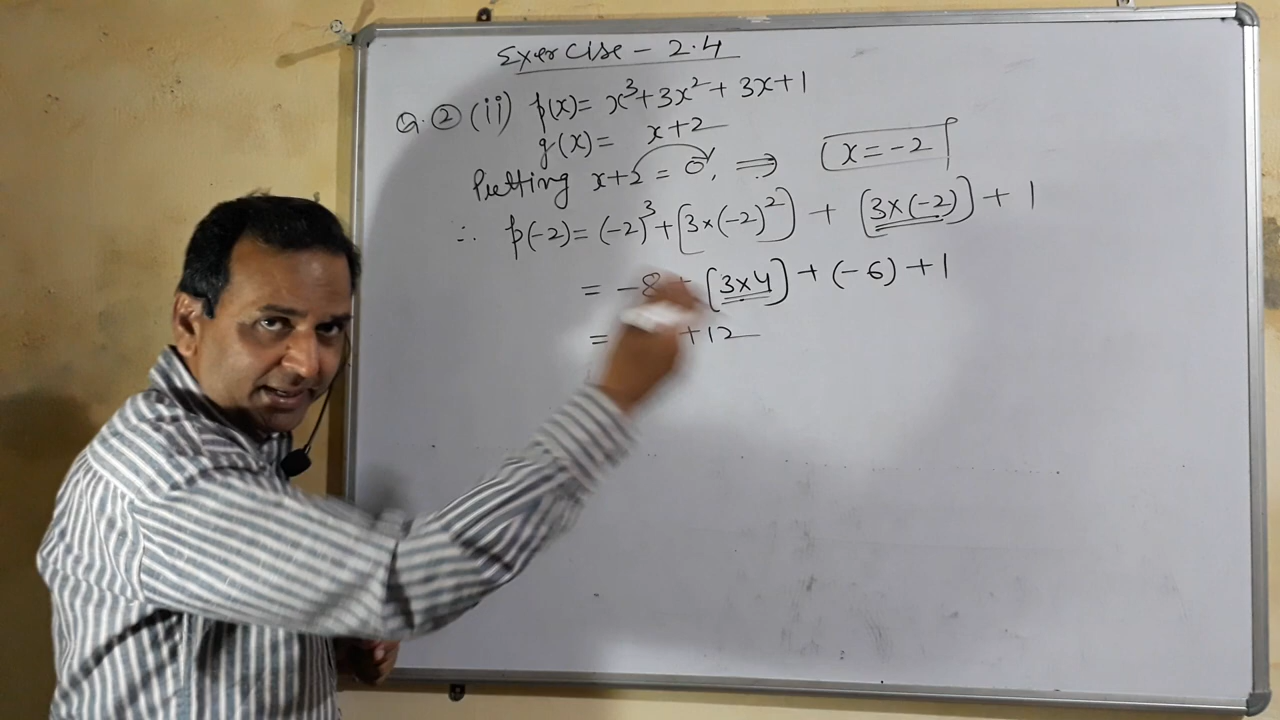 Exercise - 2.4
Q. ② (ii) p(x) = x³ + 3x² + 3x + 1
g(x) = x+2
Putting x+2 = 0, ⇒ x = -2
∴ p(-2) = (-2)³ + [3×(-2)²] + [3×(-2)] + 1
= -8 + [3×4] + (-6) + 1
= +12